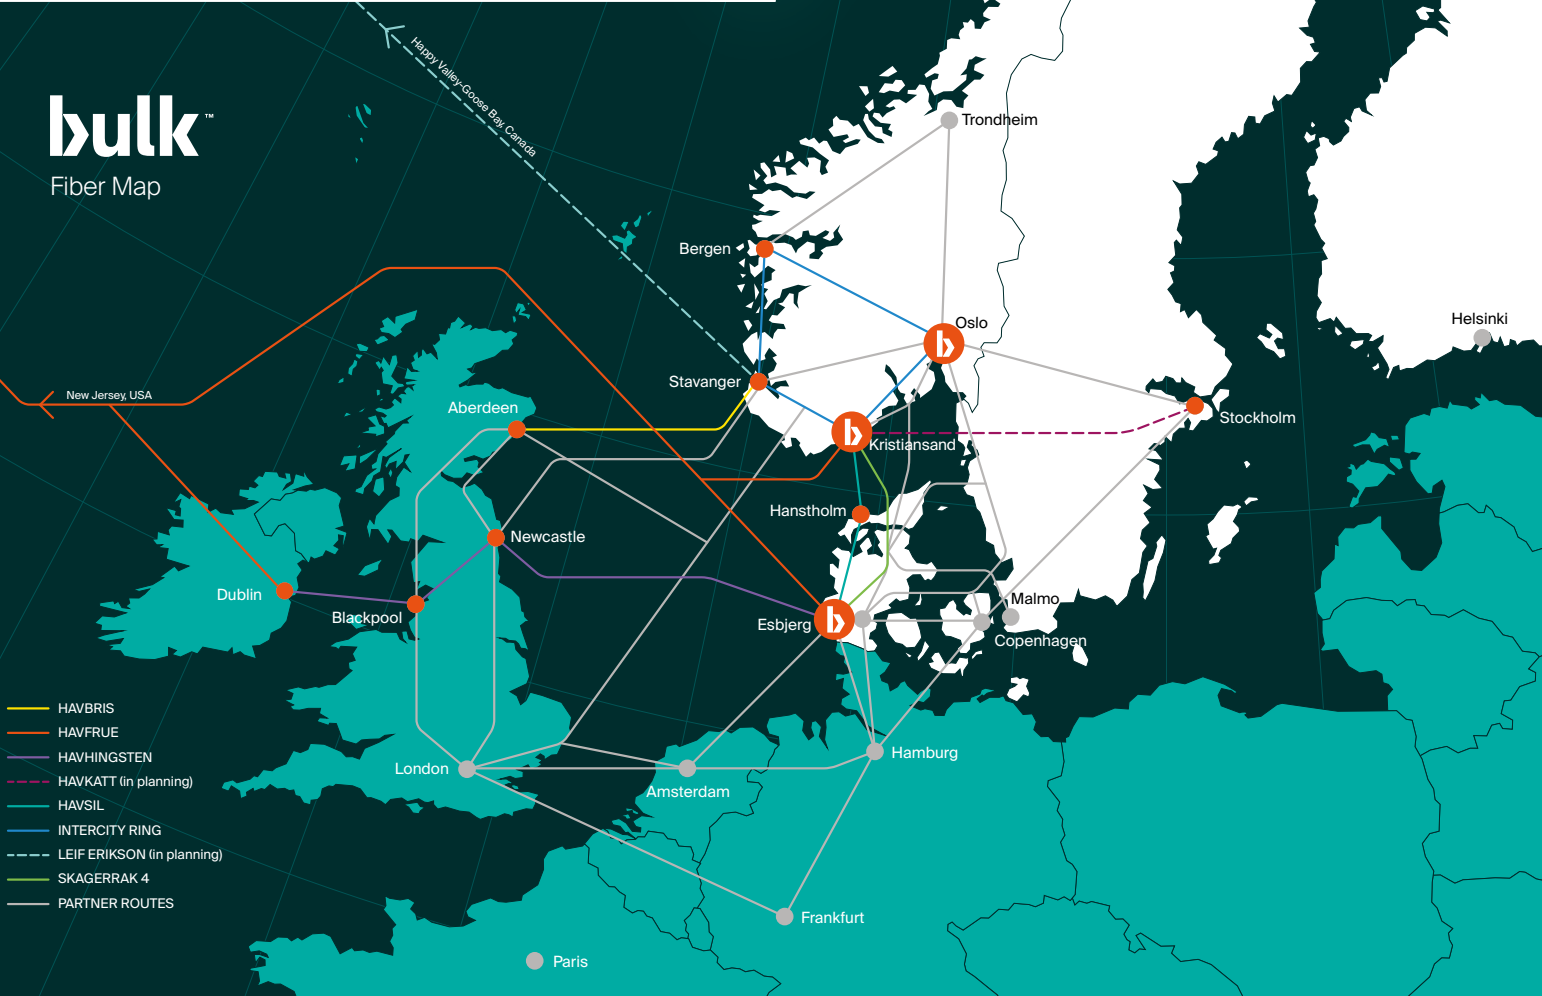 bulk™
Fiber Map
Happy Valley-Goose Bay, Canada
Trondheim
Bergen
Oslo
Helsinki
Stavanger
New Jersey, USA
Aberdeen
Stockholm
Kristiansand
Hanstholm
Newcastle
Dublin
Blackpool
Malmo
Esbjerg
Copenhagen
HAVBRIS
HAVFRUE
HAVHINGSTEN
HAVKATT (in planning)
HAVSIL
INTERCITY RING
LEIF ERIKSON (in planning)
SKAGERRAK 4
PARTNER ROUTES
Hamburg
London
Amsterdam
Frankfurt
Paris